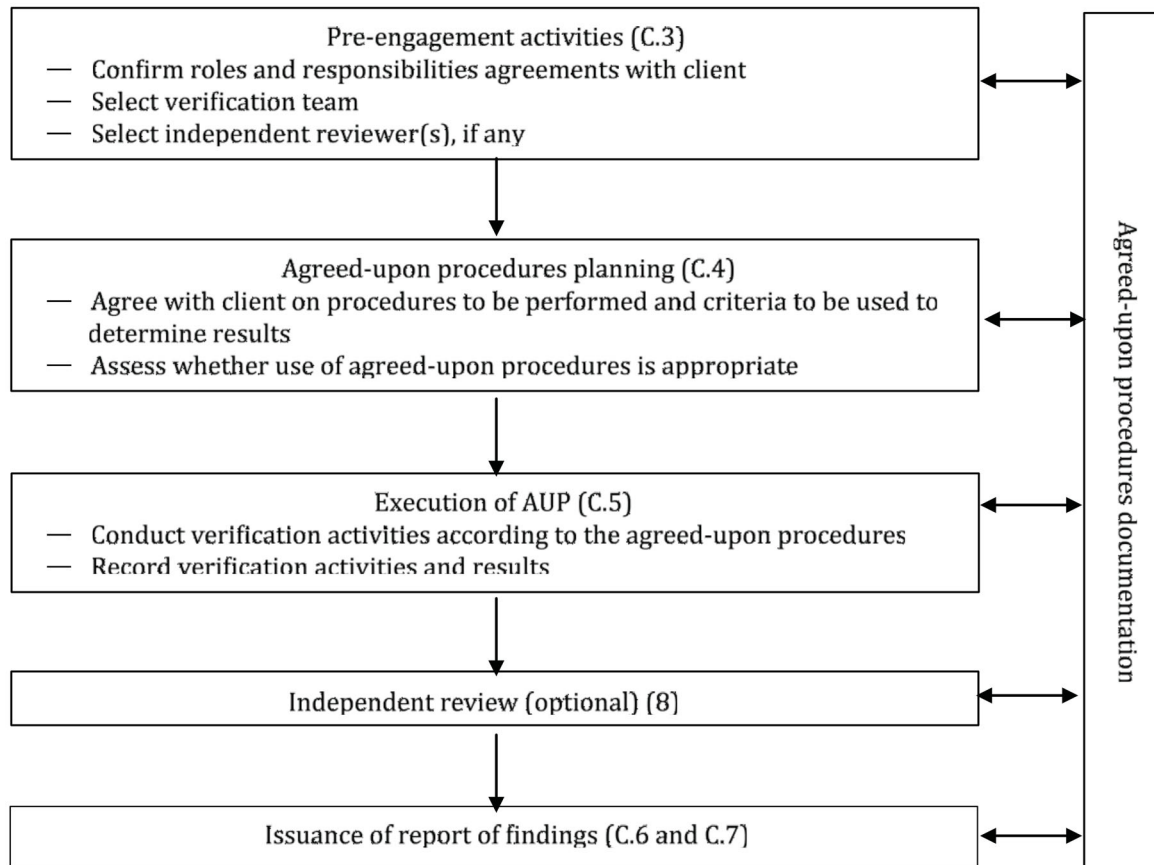 Pre-engagement activities (C.3)
— Confirm roles and responsibilities agreements with client
— Select verification team
— Select independent reviewer(s), if any
Agreed-upon procedures planning (C.4)
— Agree with client on procedures to be performed and criteria to be used to
determine results
— Assess whether use of agreed-upon procedures is appropriate
Execution of AUP (C.5)
— Conduct verification activities according to the agreed-upon procedures
— Record verification activities and results
Independent review (optional) (8)
Issuance of report of findings (C.6 and C.7)
Agreed-upon procedures documentation